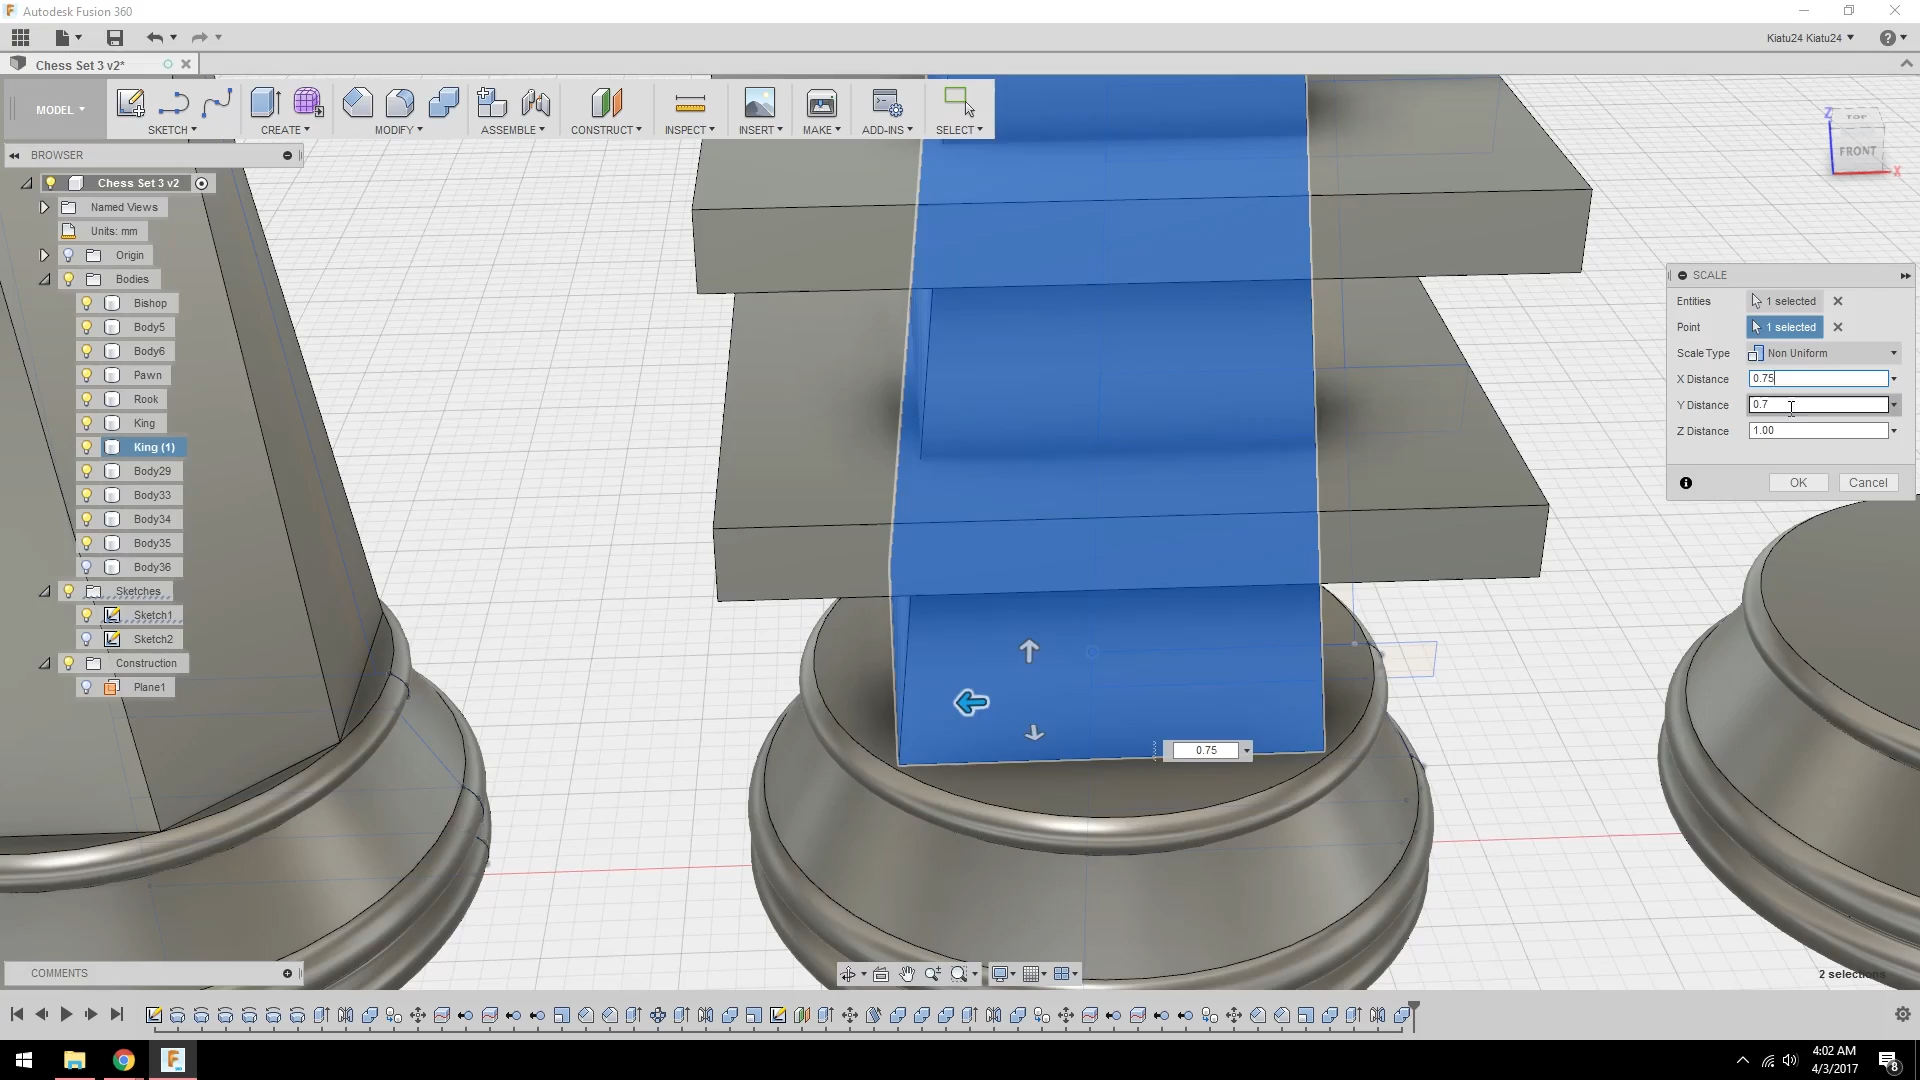 Autodesk Fusion 360
Kiatu24 Kiatu24
Chess Set 3 v2*
MODEL
SKETCH
CREATE
MODIFY
ASSEMBLE
CONSTRUCT
INSPECT
INSERT
MAKE
ADD-INS
SELECT
BROWSER
Chess Set 3 v2
Named Views
Units: mm
Origin
Bodies
Bishop
Body5
Body6
Pawn
Rook
King
King (1)
Body29
Body33
Body34
Body35
Body36
Sketches
Sketch1
Sketch2
Construction
Plane1
Z
TOP
FRONT
X
SCALE
Entities 1 selected
Point 1 selected
Scale Type Non Uniform
X Distance 0.75
Y Distance 0.7
Z Distance 1.00
OK Cancel
0.75
COMMENTS
2 selections
4:02 AM
4/3/2017
8